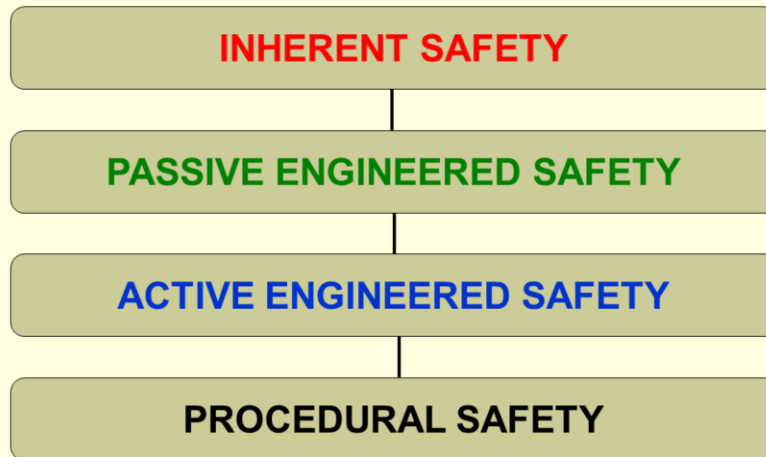 INHERENT SAFETY
PASSIVE ENGINEERED SAFETY
ACTIVE ENGINEERED SAFETY
PROCEDURAL SAFETY